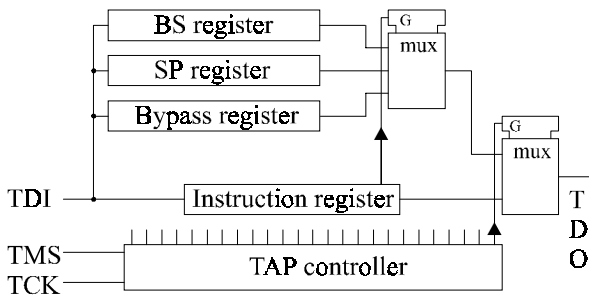 BS register
G
mux
SP register
Bypass register
G
mux
TDI
Instruction register
T
D
O
TMS
TCK
TAP controller